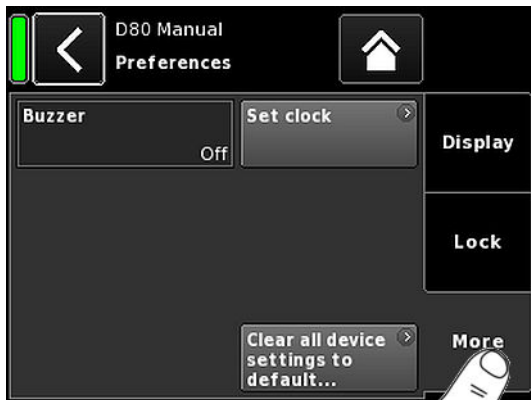 D80 Manual
Preferences
Buzzer
Off
Set clock
Display
Lock
Clear all device
settings to
default...
More